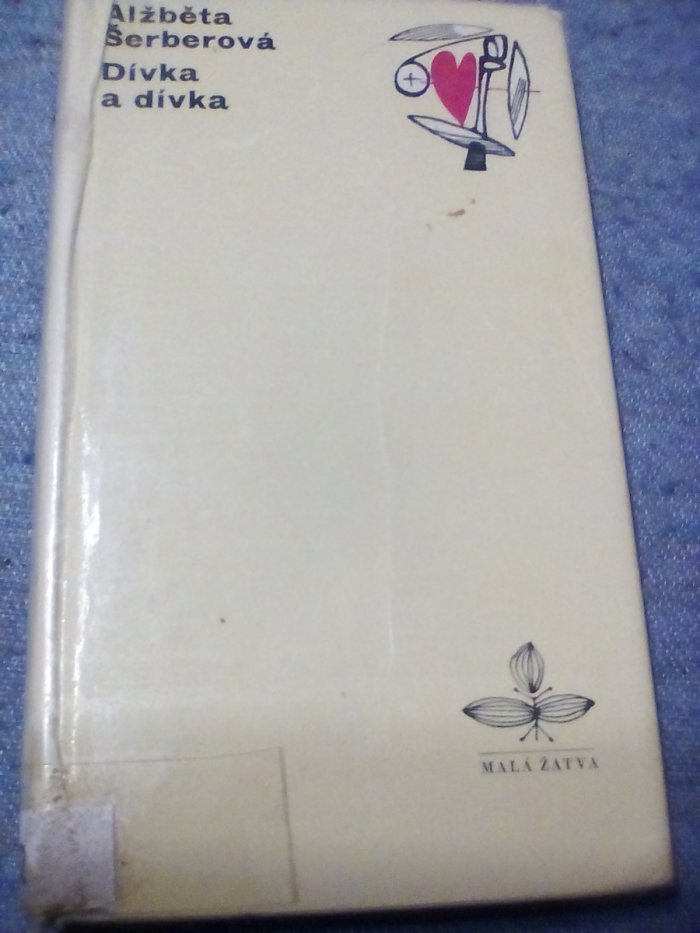 Alžběta
Šerberová
Dívka
a dívka
MALÁ ŽATVA